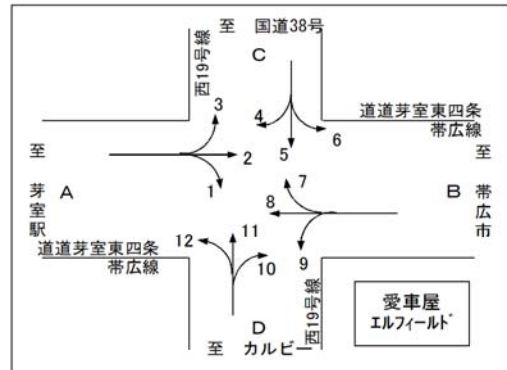 至 国道38号
西19号線
C
3
4
5
6
道道芽室東四条
帯広線
至
芽室駅
A
2
1
7
8
B
至
帯広市
道道芽室東四条
帯広線
12
11
10
9
西19号線
D
至 カルビー
愛車屋
エルフィールド